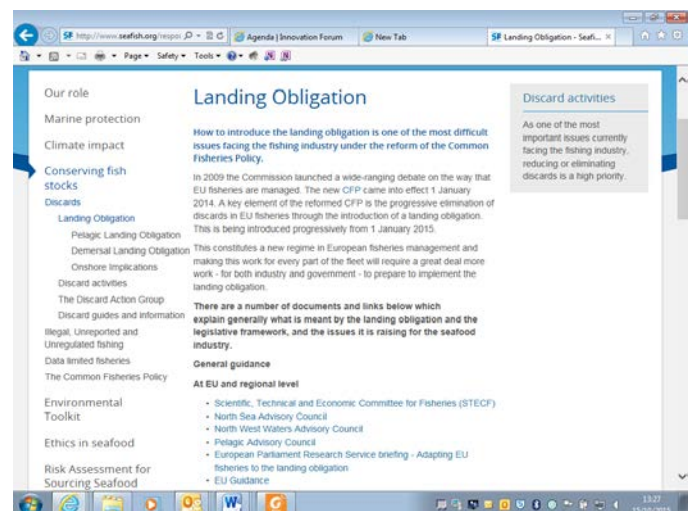 http://www.seafish.org/respoi
Agenda | Innovation Forum
New Tab
Landing Obligation - Seafi...
Page
Safety
Tools
Our role
Marine protection
Climate impact
Conserving fish
stocks
Discards
Landing Obligation
Pelagic Landing Obligation
Demersal Landing Obligation
Onshore Implications
Discard activities
The Discard Action Group
Discard guides and information
Illegal, Unreported and
Unregulated fishing
Data limited fisheries
The Common Fisheries Policy
Environmental
Toolkit
Ethics in seafood
Risk Assessment for
Sourcing Seafood
Landing Obligation
How to introduce the landing obligation is one of the most difficult
issues facing the fishing industry under the reform of the Common
Fisheries Policy.
In 2009 the Commission launched a wide-ranging debate on the way that
EU fisheries are managed. The new CFP came into effect 1 January
2014. A key element of the reformed CFP is the progressive elimination of
discards in EU fisheries through the introduction of a landing obligation.
This is being introduced progressively from 1 January 2015.
This constitutes a new regime in European fisheries management and
making this work for every part of the fleet will require a great deal more
work - for both industry and government - to prepare to implement the
landing obligation.
There are a number of documents and links below which
explain generally what is meant by the landing obligation and the
legislative framework, and the issues it is raising for the seafood
industry.
General guidance
At EU and regional level
• Scientific, Technical and Economic Committee for Fisheries (STECF)
• North Sea Advisory Council
• North West Waters Advisory Council
• Pelagic Advisory Council
• European Parliament Research Service briefing - Adapting EU
fisheries to the landing obligation
• EU Guidance
Discard activities
As one of the most
important issues currently
facing the fishing industry,
reducing or eliminating
discards is a high priority.
13:27